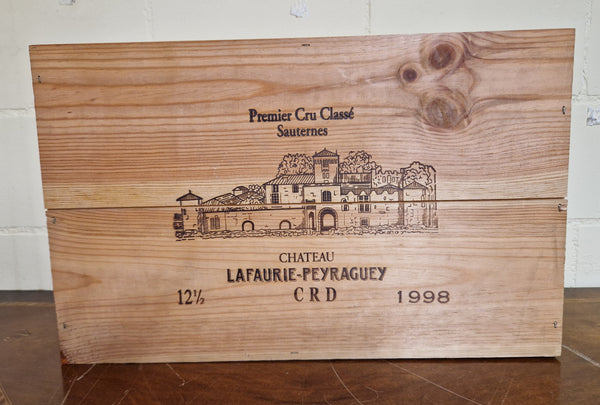 Premier Cru Classé
Sauternes
CHATEAU
LAFAURIE-PEYRAGUEY
12½ CRD 1998